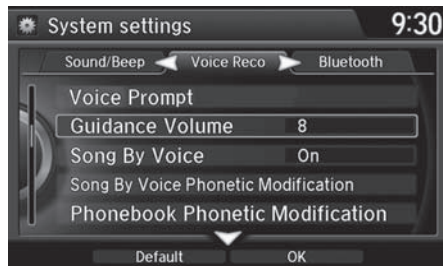 System settings 9:30
Sound/Beep Voice Reco Bluetooth
Voice Prompt
Guidance Volume 8
Song By Voice On
Song By Voice Phonetic Modification
Phonebook Phonetic Modification
Default OK